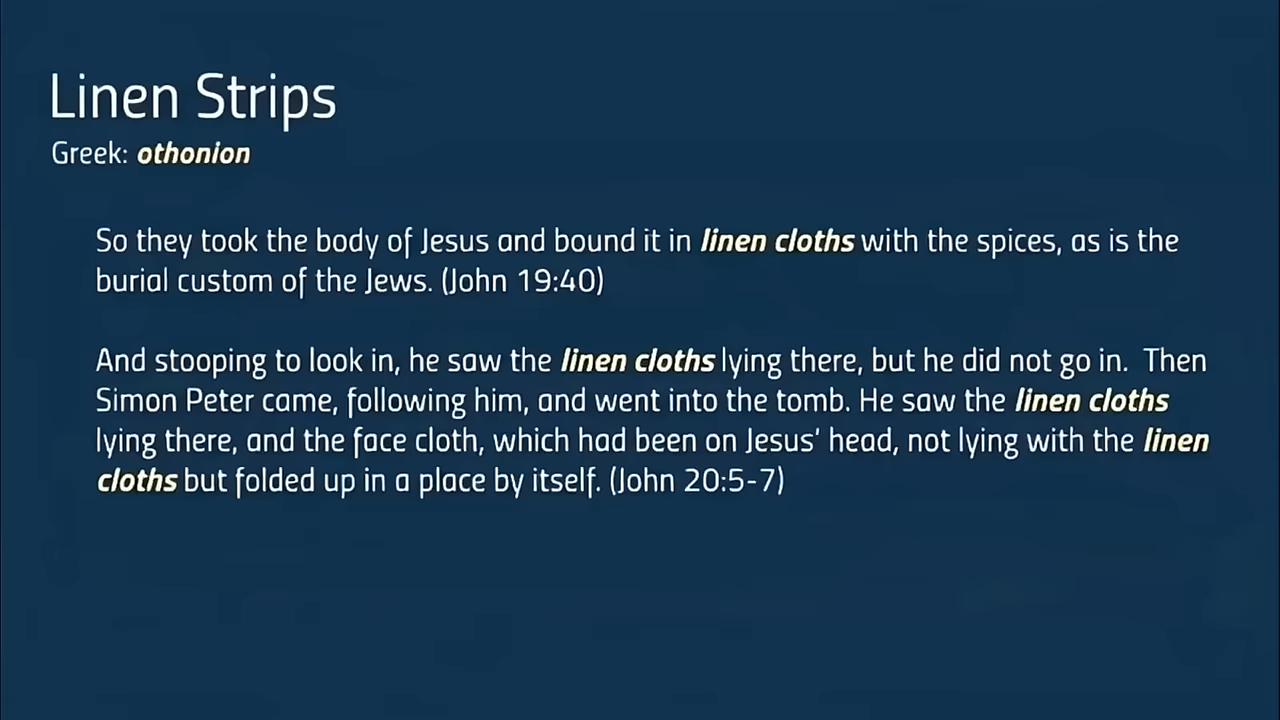 Linen Strips
Greek: othonion
So they took the body of Jesus and bound it in linen cloths with the spices, as is the
burial custom of the Jews. (John 19:40)
And stooping to look in, he saw the linen cloths lying there, but he did not go in.  Then
Simon Peter came, following him, and went into the tomb. He saw the linen cloths
lying there, and the face cloth, which had been on Jesus’ head, not lying with the linen
cloths but folded up in a place by itself. (John 20:5-7)